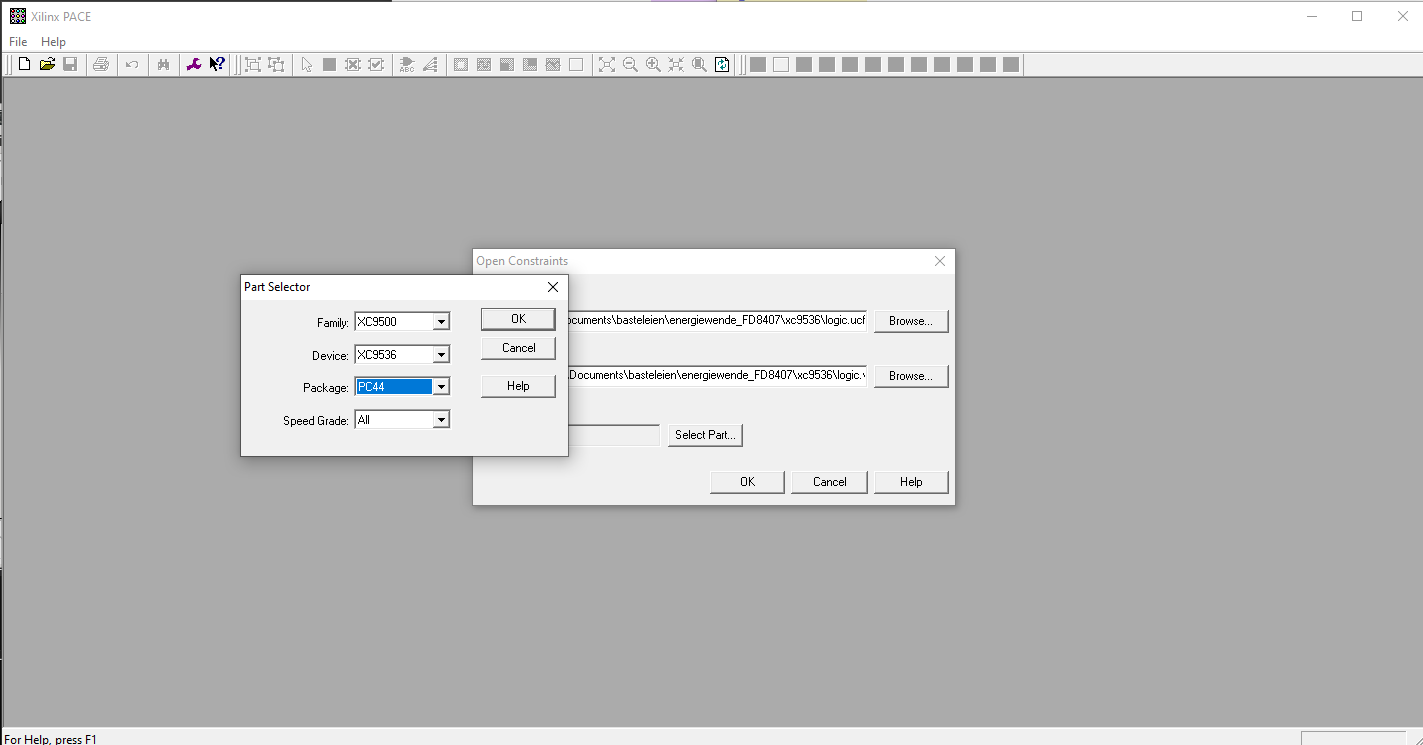 Xilinx PACE
File Help
ABC
Open Constraints
Part Selector
Family: XC9500 OK
ocuments\basteleien\energiewende_FD8407\xc9536\logic.ucf Browse...
Device: XC9536 Cancel
Package: PC44 Help
Documents\basteleien\energiewende_FD8407\xc9536\logic. Browse...
Speed Grade: All
Select Part...
OK Cancel Help
For Help, press F1